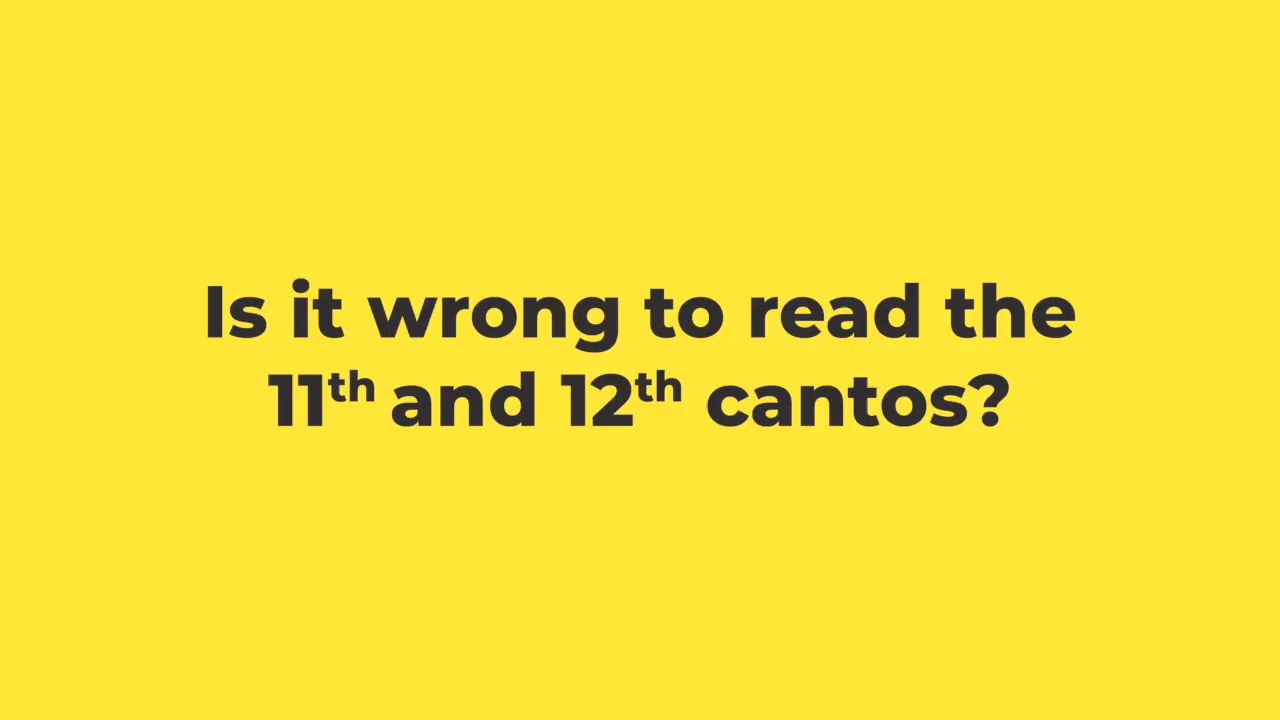 Is it wrong to read the
11th and 12th cantos?